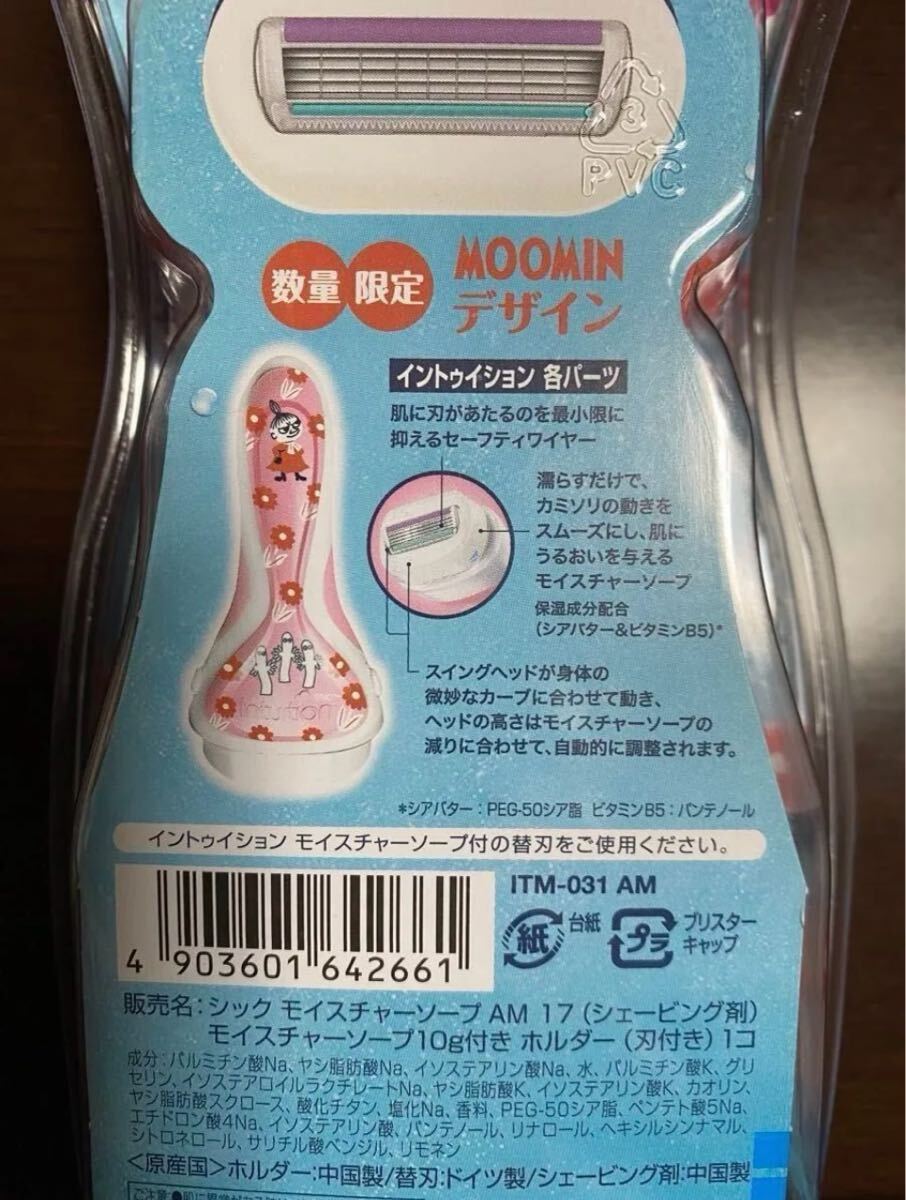 3
PVC
数量 限定
MOOMIN
デザイン
イントゥイション 各パーツ
肌に刃があたるのを最小限に
抑えるセーフティワイヤー
濡らすだけで、
カミソリの動きを
スムーズにし、肌に
うるおいを与える
モイスチャーソープ
保湿成分配合
(シアバター&ビタミンB5)*
スイングヘッドが身体の
微妙なカーブに合わせて動き、
ヘッドの高さはモイスチャーソープの
減りに合わせて、自動的に調整されます。
*シアバター:PEG-50シア脂 ビタミンB5:パンテノール
イントゥイション モイスチャーソープ付の替刃をご使用ください。
ITM-031 AM
紙 台紙
プラ ブリスター
キャップ
4 903601 642661
販売名:シック モイスチャーソープ AM 17 (シェービング剤)
モイスチャーソープ10g付き ホルダー(刃付き)1コ
成分:パルミチン酸Na、ヤシ脂肪酸Na、イソステアリン酸Na、水、パルミチン酸K、グリ
セリン、イソステアロイルラクチレートNa、ヤシ脂肪酸K、イソステアリン酸K、カオリン、
ヤシ脂肪酸スクロース、酸化チタン、塩化Na、香料、PEG-50シア脂、ペンテト酸5Na、
エチドロン酸4Na、イソステアリン酸、パンテノール、リナロール、ヘキシルシンナマル、
シトロネロール、サリチル酸ベンジル、リモネン
<原産国>ホルダー:中国製/替刃:ドイツ製/シェービング剤:中国製